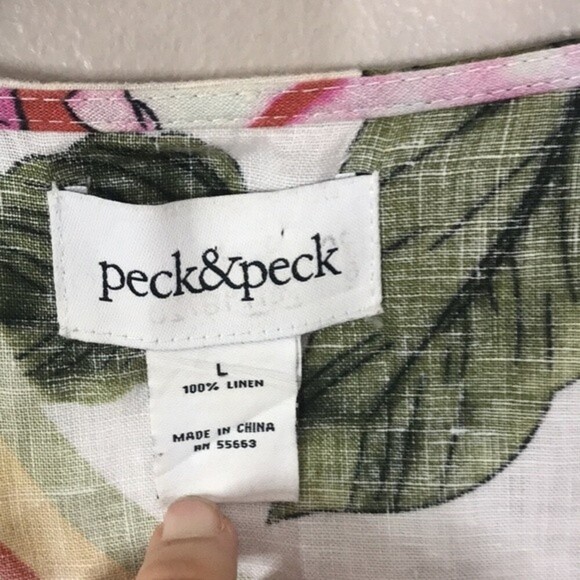 peck&peck
L
100% LINEN
MADE IN CHINA
RN 55663